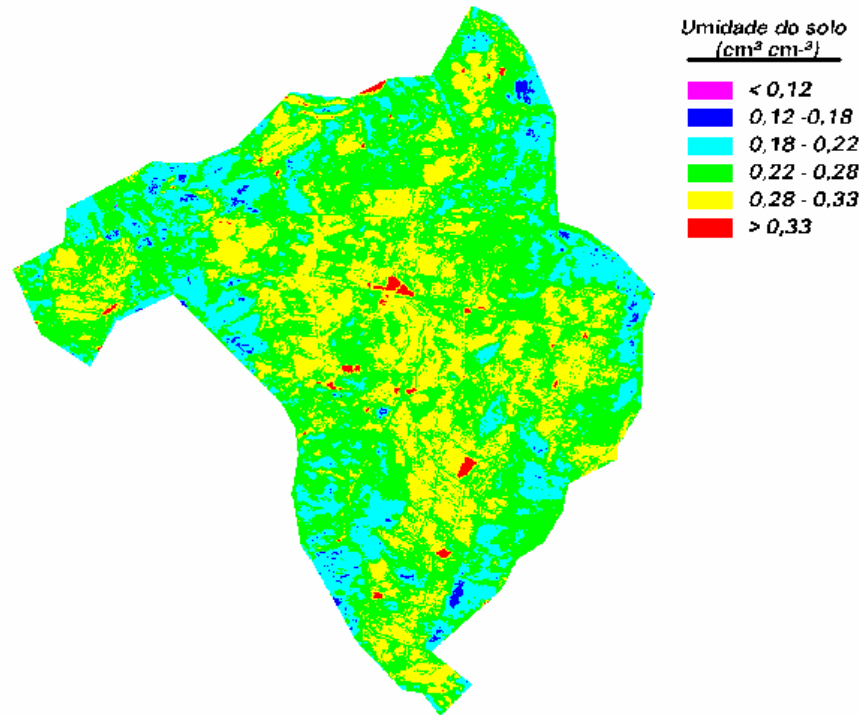 Umidade do solo
(cm³ cm-³)
< 0,12
0,12 -0,18
0,18 - 0,22
0,22 - 0,28
0,28 - 0,33
> 0,33